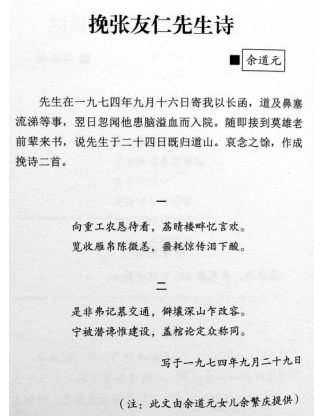 挽张友仁先生诗
■ 余道元
先生在一九七四年九月十六日寄我以长函，道及鼻塞
流涕等事，翌日忽闻他患脑溢血而入院。随即接到莫雄老
前辈来书，说先生于二十四日既归道山。哀念之馀，作成
挽诗二首。
一
向重工农恳待看，荔晴楼畔忆言欢。
览收雁帛陈微恙，噩耗惊传泪下酸。
二
是非弗记慕交通，僻壤深山乍改容。
宁被潜谗惟建设，盖棺论定众称同。
写于一九七四年九月二十九日
（注：此文由余道元女儿余繁庆提供）